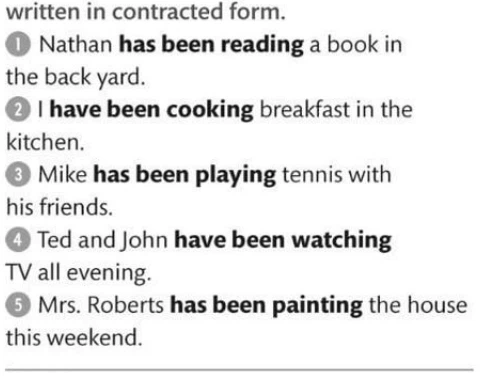 written in contracted form.
1 Nathan has been reading a book in
the back yard.
2 I have been cooking breakfast in the
kitchen.
3 Mike has been playing tennis with
his friends.
4 Ted and John have been watching
TV all evening.
5 Mrs. Roberts has been painting the house
this weekend.